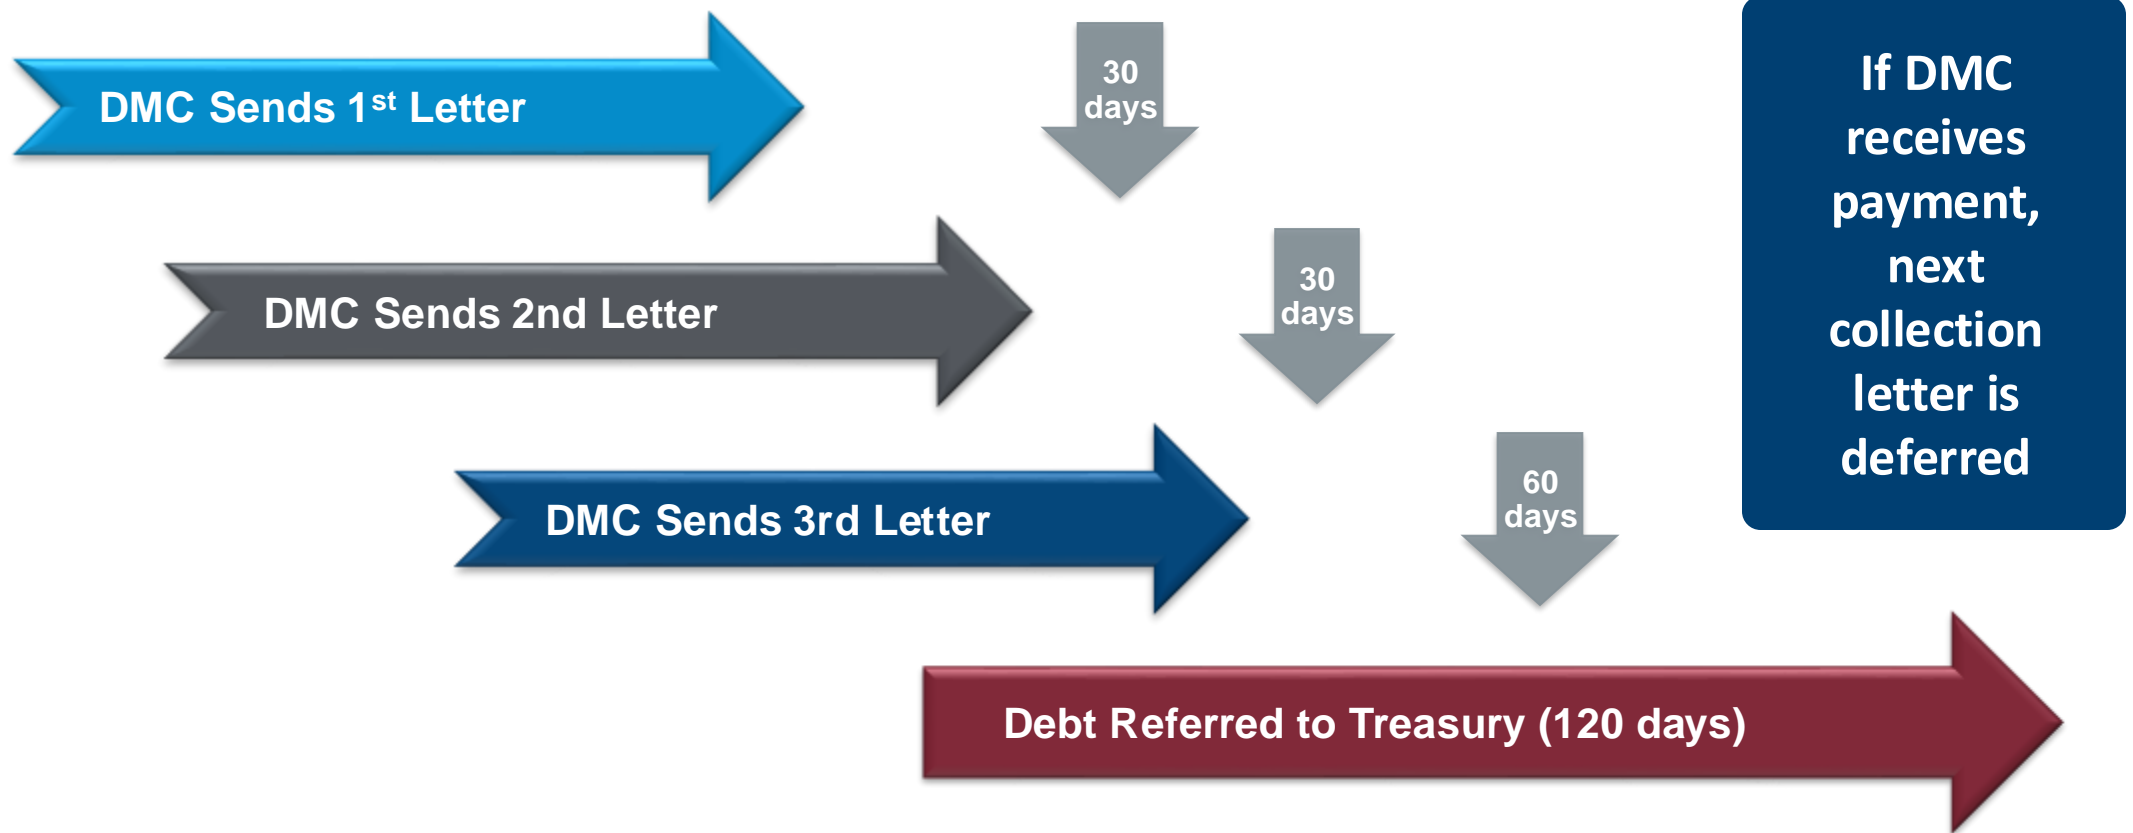 DMC Sends 1st Letter
30
days
DMC Sends 2nd Letter
30
days
DMC Sends 3rd Letter
60
days
Debt Referred to Treasury (120 days)
If DMC
receives
payment,
next
collection
letter is
deferred